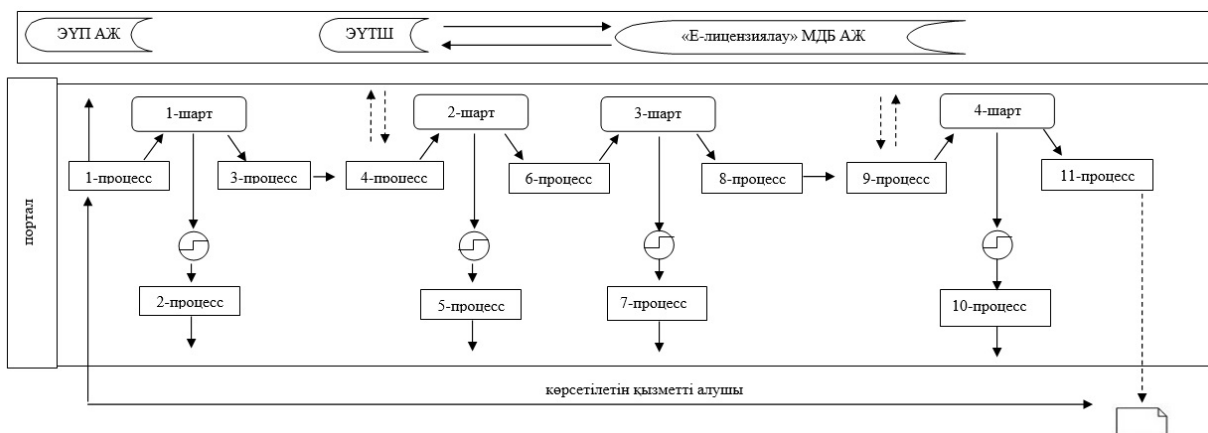 ЭҮП АЖ
ЭҮТШ
«Е-лицензиялау» МДБ АЖ
портал
1-шарт
2-шарт
3-шарт
4-шарт
1-процесс
3-процесс
4-процесс
6-процесс
8-процесс
9-процесс
11-процесс
2-процесс
5-процесс
7-процесс
10-процесс
көрсетілетін қызметті алушы